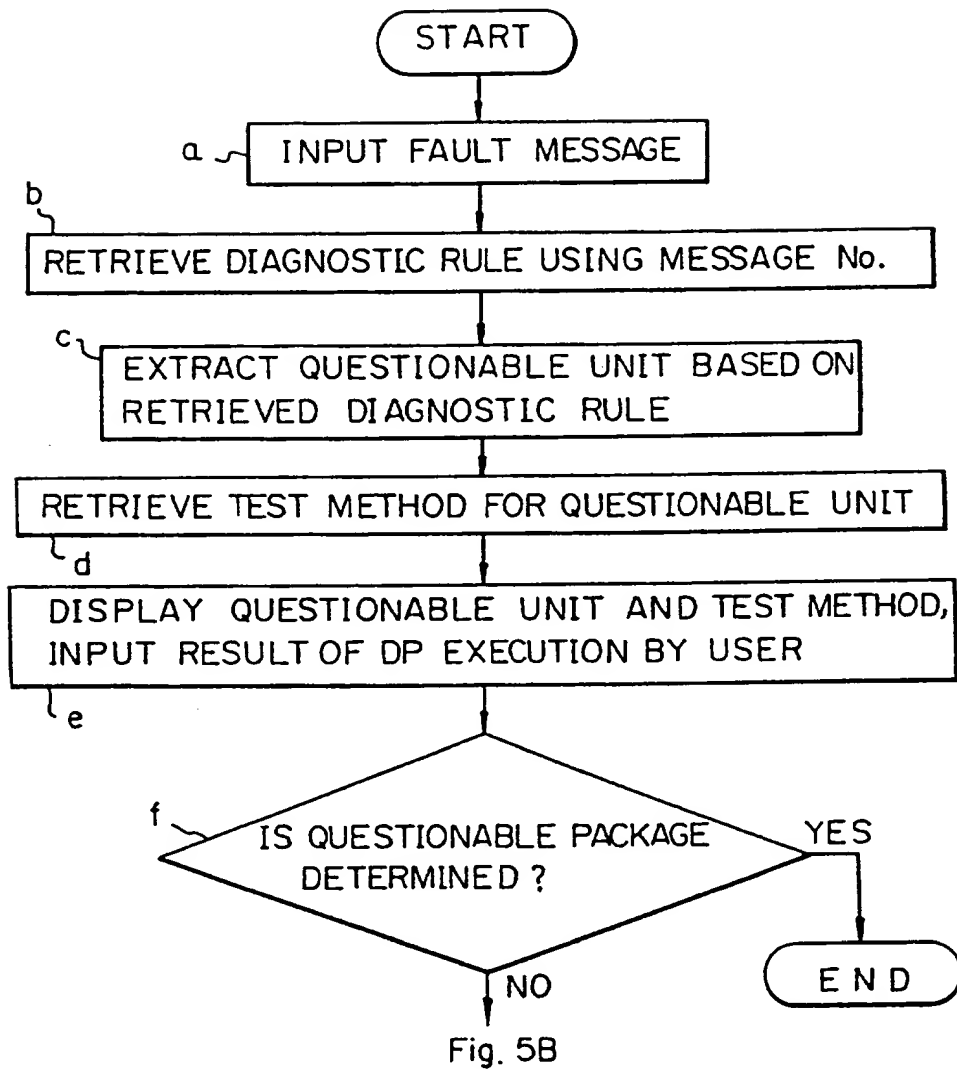 START
a
INPUT FAULT MESSAGE
b
RETRIEVE DIAGNOSTIC RULE USING MESSAGE No.
c
EXTRACT QUESTIONABLE UNIT BASED ON
RETRIEVED DIAGNOSTIC RULE
RETRIEVE TEST METHOD FOR QUESTIONABLE UNIT
d
DISPLAY QUESTIONABLE UNIT AND TEST METHOD,
INPUT RESULT OF DP EXECUTION BY USER
e
f
IS QUESTIONABLE PACKAGE
DETERMINED?
YES
END
NO
Fig. 5B